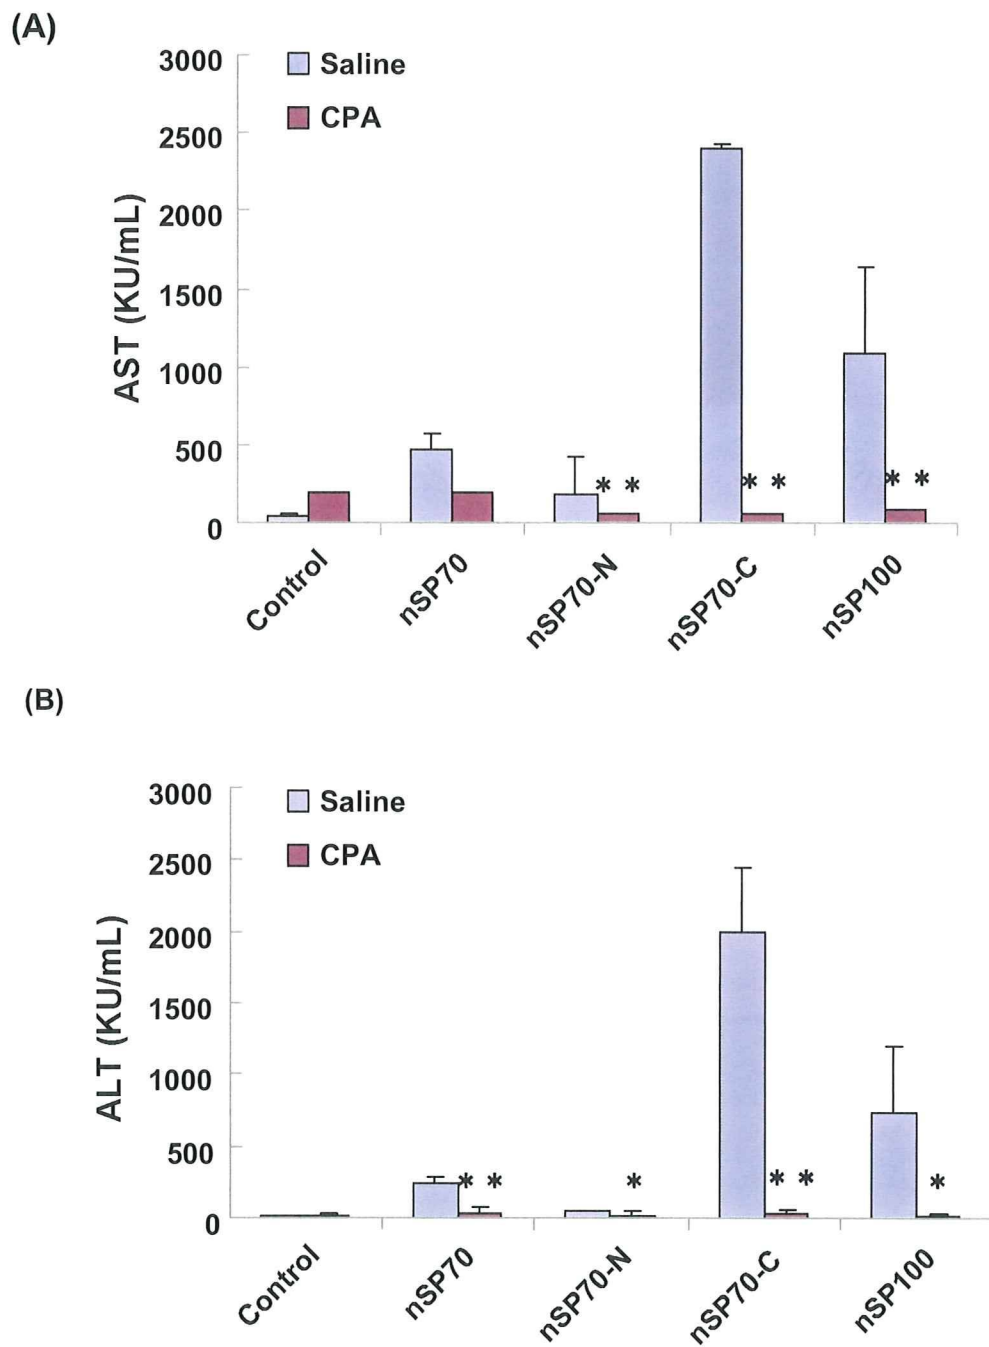 (A)
3000
Saline
2500
CPA
2000
1500
1000
500
0
AST (KU/mL)
* *
* *
* *
Control
nSP70
nSP70-N
nSP70-C
nSP100
(B)
3000
Saline
2500
CPA
2000
1500
1000
500
0
ALT (KU/mL)
* *
*
* *
*
Control
nSP70
nSP70-N
nSP70-C
nSP100